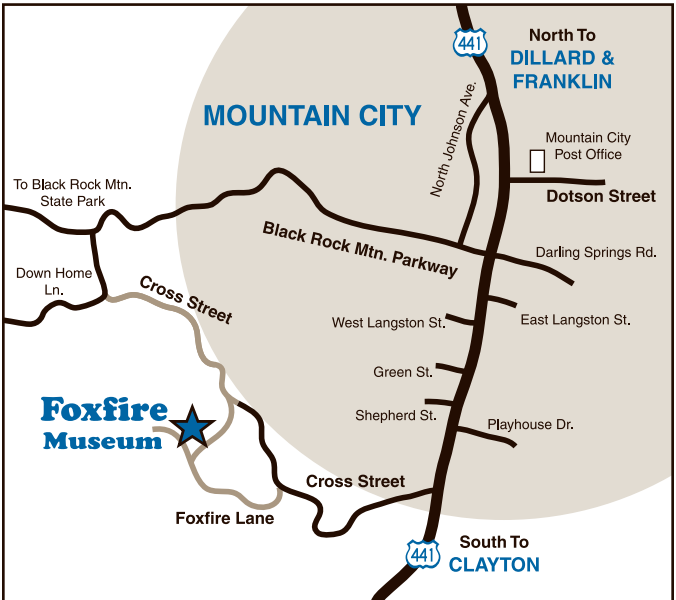 441
North To
DILLARD &
FRANKLIN
MOUNTAIN CITY
North Johnson Ave.
Mountain City
Post Office
To Black Rock Mtn.
State Park
Dotson Street
Black Rock Mtn. Parkway
Darling Springs Rd.
Down Home
Ln.
Cross Street
West Langston St.
East Langston St.
Green St.
Foxfire
Museum
Shepherd St.
Playhouse Dr.
Cross Street
Foxfire Lane
441
South To
CLAYTON